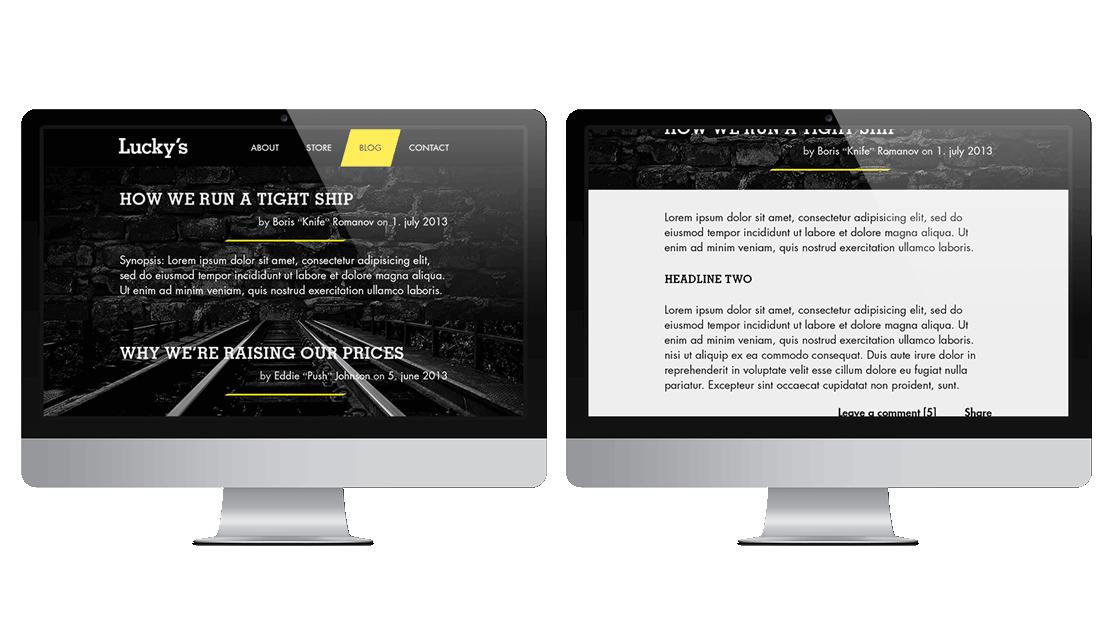 Lucky's
ABOUT STORE BLOG CONTACT
HOW WE RUN A TIGHT SHIP
by Boris "Knife" Romanov on 1. july 2013
Synopsis: Lorem ipsum dolor sit amet, consectetur adipisicing elit,
sed do eiusmod tempor incididunt ut labore et dolore magna aliqua.
Ut enim ad minim veniam, quis nostrud exercitation ullamco laboris.
WHY WE'RE RAISING OUR PRICES
by Eddie "Push" Johnson on 5. june 2013
HOW WE RUN A TIGHT SHIP
by Boris "Knife" Romanov on 1. july 2013
Lorem ipsum dolor sit amet, consectetur adipisicing elit, sed do
eiusmod tempor incididunt ut labore et dolore magna aliqua. Ut
enim ad minim veniam, quis nostrud exercitation ullamco laboris.
HEADLINE TWO
Lorem ipsum dolor sit amet, consectetur adipisicing elit, sed do
eiusmod tempor incididunt ut labore et dolore magna aliqua. Ut
enim ad minim veniam, quis nostrud exercitation ullamco laboris.
nisi ut aliquip ex ea commodo consequat. Duis aute irure dolor in
reprehenderit in voluptate velit esse cillum dolore eu fugiat nulla
pariatur. Excepteur sint occaecat cupidatat non proident, sunt.
Leave a comment [5] Share